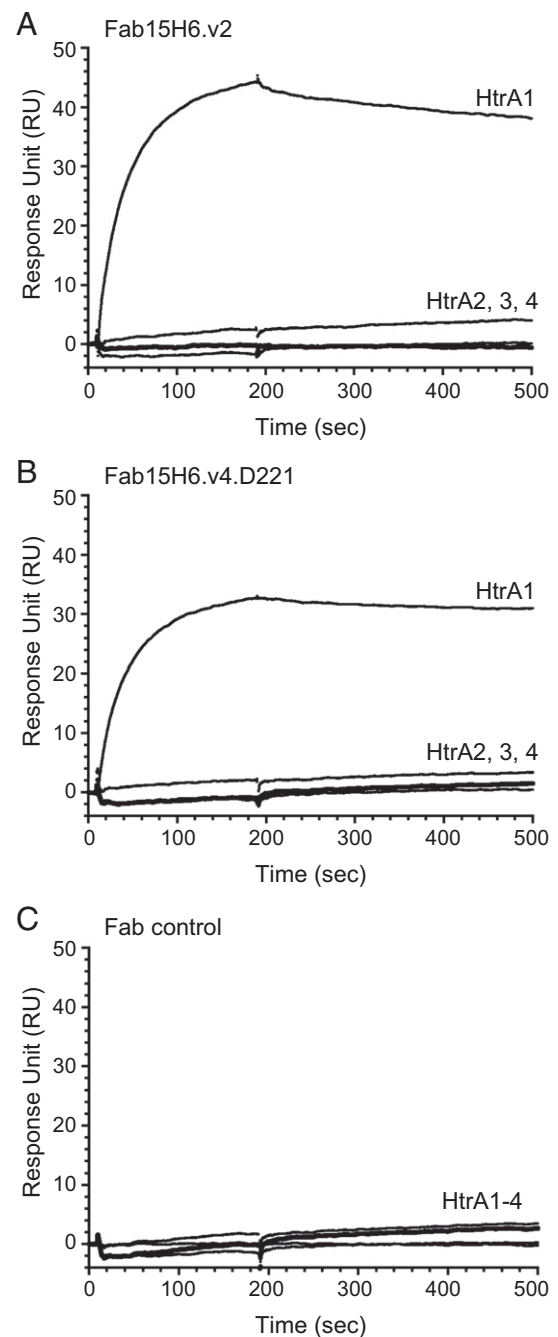 A
Fab15H6.v2
50
40
30
20
10
0
Response Unit (RU)
HtrA1
HtrA2, 3, 4
0 100 200 300 400 500
Time (sec)
B
Fab15H6.v4.D221
50
40
30
20
10
0
Response Unit (RU)
HtrA1
HtrA2, 3, 4
0 100 200 300 400 500
Time (sec)
C
Fab control
50
40
30
20
10
0
Response Unit (RU)
HtrA1-4
0 100 200 300 400 500
Time (sec)